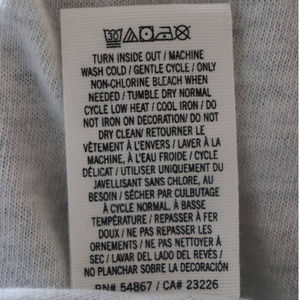 30
TURN INSIDE OUT / MACHINE
WASH COLD / GENTLE CYCLE / ONLY
NON-CHLORINE BLEACH WHEN
NEEDED / TUMBLE DRY NORMAL
CYCLE LOW HEAT / COOL IRON / DO
NOT IRON ON DECORATION/ DO NOT
DRY CLEAN/ RETOURNER LE
VÊTEMENT À L'ENVERS / LAVER À LA
MACHINE, À L'EAU FROIDE / CYCLE
DÉLICAT / UTILISER UNIQUEMENT DU
JAVELLISANT SANS CHLORE, AU
BESOIN / SÉCHER PAR CULBUTAGE
À CYCLE NORMAL, À BASSE
TEMPÉRATURE / REPASSER À FER
DOUX / NE PAS REPASSER LES
ORNEMENTS / NE PAS NETTOYER À
SEC / LAVAR DEL LADO DEL REVÉS /
NO PLANCHAR SOBRE LA DECORACIÓN
RN# 54867 / CA# 23226